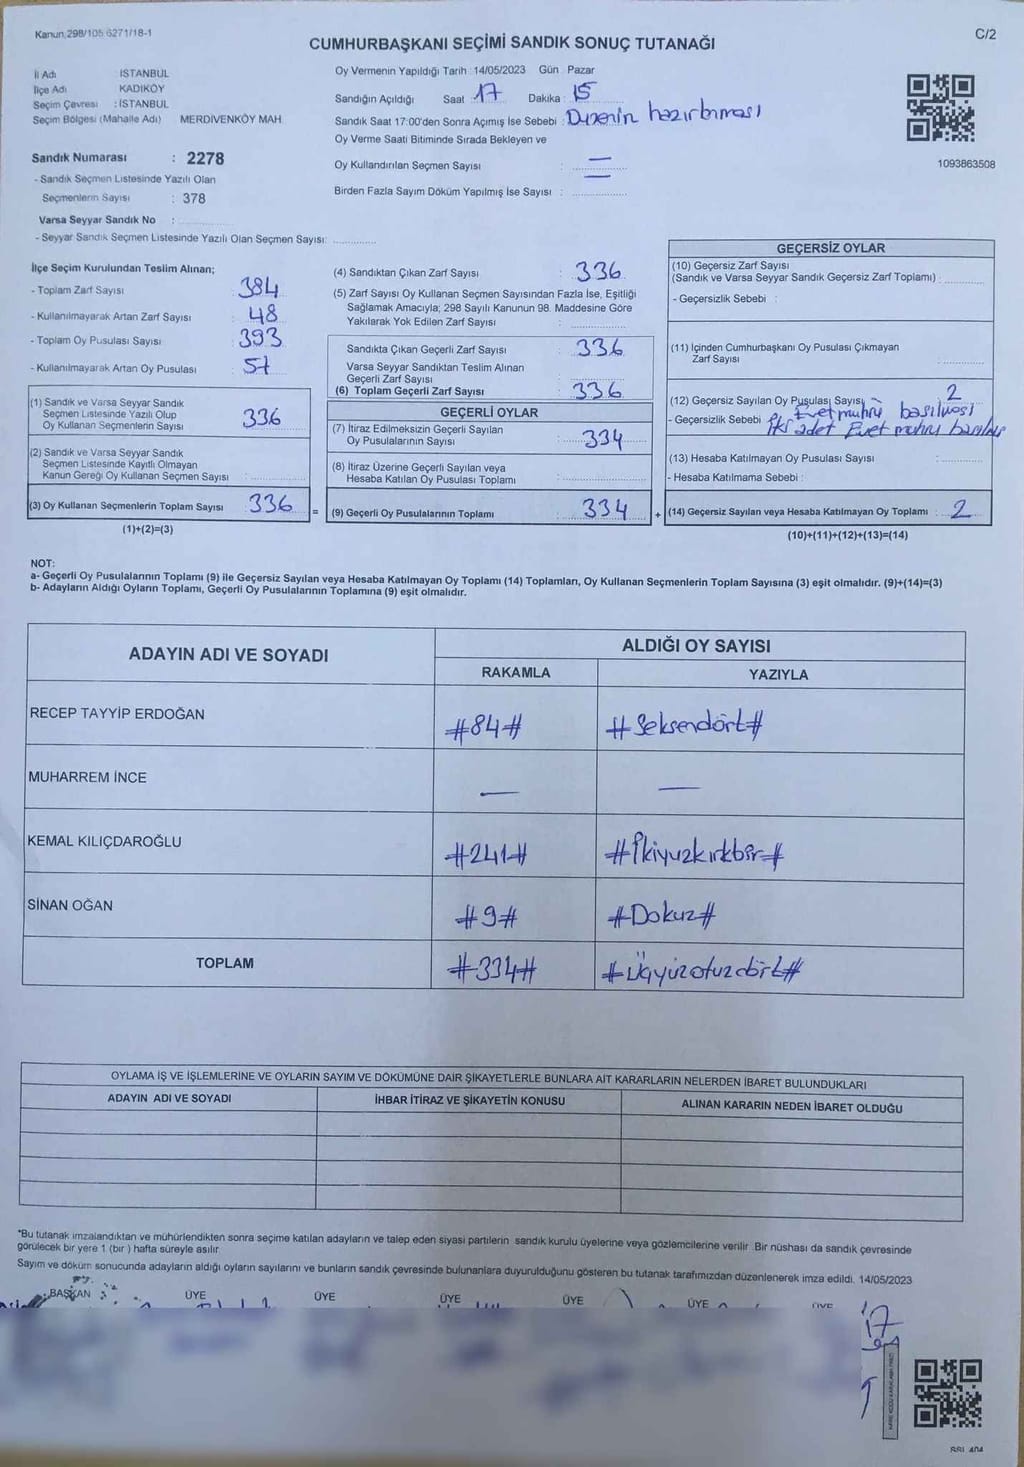 Kanun,298/105 6271/18-1
C/2
CUMHURBAŞKANI SEÇİMİ SANDIK SONUÇ TUTANAĞI
İl Adı İSTANBUL
İlçe Adı KADIKÖY
Seçim Çevresi : İSTANBUL
Seçim Bölgesi (Mahalle Adı) MERDİVENKÖY MAH.
Oy Vermenin Yapıldığı Tarih : 14/05/2023 Gün : Pazar
Sandığın Açıldığı Saat 17 Dakika : 15
Sandık Saat 17:00'den Sonra Açımış İse Sebebi : Düzenin hazırlanması
Oy Verme Saati Bitiminde Sırada Bekleyen ve
Oy Kullandırılan Seçmen Sayısı : —
Birden Fazla Sayım Döküm Yapılmış İse Sayısı : —
1093863508
Sandık Numarası : 2278
- Sandık Seçmen Listesinde Yazılı Olan
Seçmenlerin Sayısı : 378
Varsa Seyyar Sandık No :
- Seyyar Sandık Seçmen Listesinde Yazılı Olan Seçmen Sayısı:
İlçe Seçim Kurulundan Teslim Alınan;
- Toplam Zarf Sayısı : 384
- Kullanılmayarak Artan Zarf Sayısı : 48
- Toplam Oy Pusulası Sayısı : 393
- Kullanılmayarak Artan Oy Pusulası : 57
(1) Sandık ve Varsa Seyyar Sandık
Seçmen Listesinde Yazılı Olup
Oy Kullanan Seçmenlerin Sayısı : 336
(2) Sandık ve Varsa Seyyar Sandık
Seçmen Listesinde Kayıtlı Olmayan
Kanun Gereği Oy Kullanan Seçmen Sayısı :
(3) Oy Kullanan Seçmenlerin Toplam Sayısı 336
(1)+(2)=(3)
(4) Sandıktan Çıkan Zarf Sayısı : 336
(5) Zarf Sayısı Oy Kullanan Seçmen Sayısından Fazla İse, Eşitliği
Sağlamak Amacıyla; 298 Sayılı Kanunun 98. Maddesine Göre
Yakılarak Yok Edilen Zarf Sayısı :
Sandıkta Çıkan Geçerli Zarf Sayısı : 336
Varsa Seyyar Sandıktan Teslim Alınan
Geçerli Zarf Sayısı :
(6) Toplam Geçerli Zarf Sayısı : 336
GEÇERLİ OYLAR
(7) İtiraz Edilmeksizin Geçerli Sayılan
Oy Pusulalarının Sayısı : 334
(8) İtiraz Üzerine Geçerli Sayılan veya
Hesaba Katılan Oy Pusulası Toplamı :
= (9) Geçerli Oy Pusulalarının Toplamı : 334
GEÇERSİZ OYLAR
(10) Geçersiz Zarf Sayısı
(Sandık ve Varsa Seyyar Sandık Geçersiz Zarf Toplamı) :
- Geçersizlik Sebebi :
(11) İçinden Cumhurbaşkanı Oy Pusulası Çıkmayan
Zarf Sayısı :
(12) Geçersiz Sayılan Oy Pusulası Sayısı 2
- Geçersizlik Sebebi : Evet mührü basılması
İki adet Evet mührü basılası
(13) Hesaba Katılmayan Oy Pusulası Sayısı :
- Hesaba Katılmama Sebebi :
+ (14) Geçersiz Sayılan veya Hesaba Katılmayan Oy Toplamı : 2
(10)+(11)+(12)+(13)=(14)
NOT:
a- Geçerli Oy Pusulalarının Toplamı (9) ile Geçersiz Sayılan veya Hesaba Katılmayan Oy Toplamı (14) Toplamları, Oy Kullanan Seçmenlerin Toplam Sayısına (3) eşit olmalıdır. (9)+(14)=(3)
b- Adayların Aldığı Oyların Toplamı, Geçerli Oy Pusulalarının Toplamına (9) eşit olmalıdır.
ADAYIN ADI VE SOYADI
ALDIĞI OY SAYISI
RAKAMLA YAZIYLA
RECEP TAYYİP ERDOĞAN #84# #Seksendört#
MUHARREM İNCE — —
KEMAL KILIÇDAROĞLU #241# #İkiyüzkırkbir#
SİNAN OĞAN #9# #Dokuz#
TOPLAM #334# #Üçyüzotuzdört#
OYLAMA İŞ VE İŞLEMLERİNE VE OYLARIN SAYIM VE DÖKÜMÜNE DAİR ŞİKAYETLERLE BUNLARA AİT KARARLARIN NELERDEN İBARET BULUNDUKLARI
ADAYIN ADI VE SOYADI İHBAR İTİRAZ VE ŞİKAYETİN KONUSU ALINAN KARARIN NEDEN İBARET OLDUĞU
*Bu tutanak imzalandıktan ve mühürlendikten sonra seçime katılan adayların ve talep eden siyasi partilerin sandık kurulu üyelerine veya gözlemcilerine verilir. Bir nüshası da sandık çevresinde
görülecek bir yere 1 (bir ) hafta süreyle asılır.
Sayım ve döküm sonucunda adayların aldığı oyların sayılarını ve bunların sandık çevresinde bulunanlara duyurulduğunu gösteren bu tutanak tarafımızdan düzenlenerek imza edildi. 14/05/2023
BAŞKAN ÜYE ÜYE ÜYE ÜYE ÜYE ÜYE
17